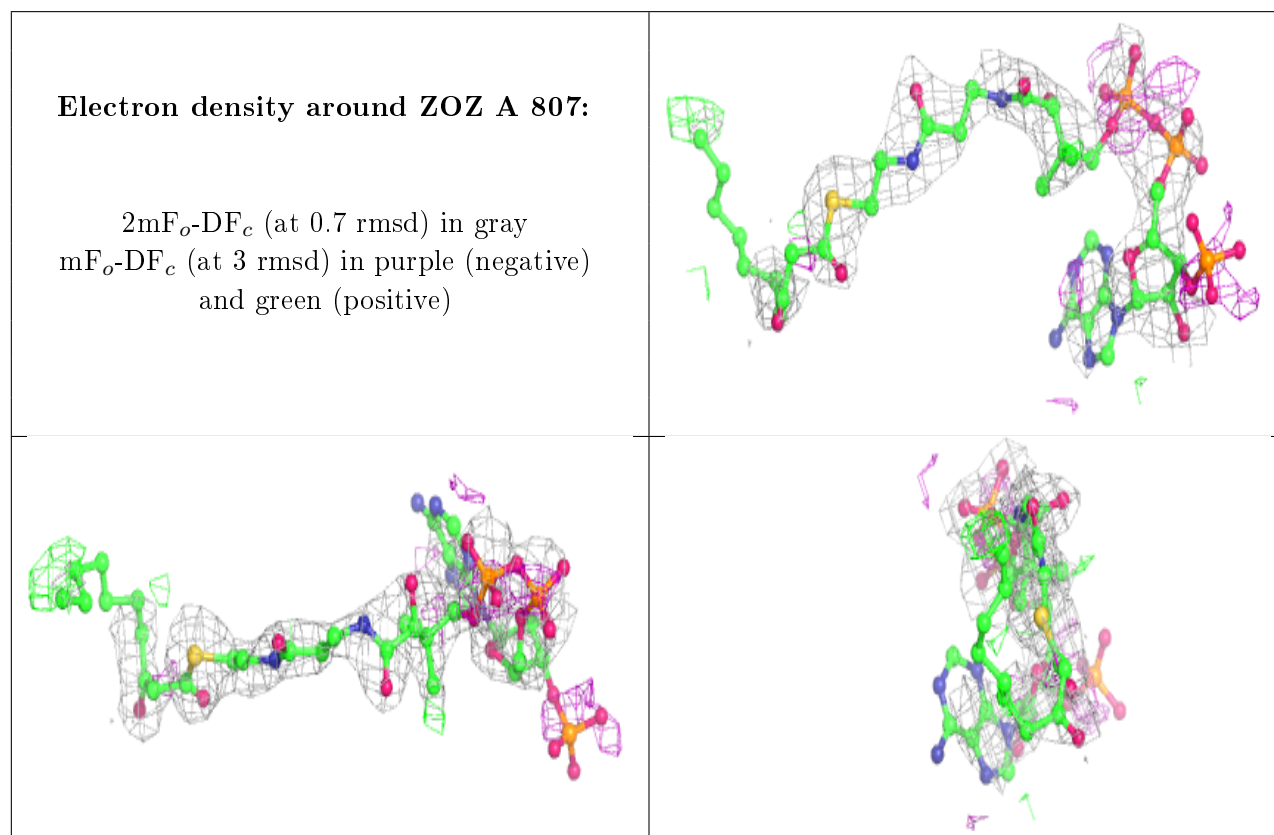 Electron density around ZOZ A 807:
2mFo-DFc (at 0.7 rmsd) in gray
mFo-DFc (at 3 rmsd) in purple (negative)
and green (positive)